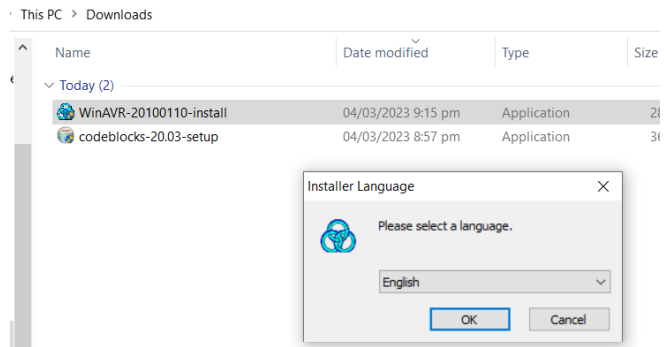 This PC > Downloads
Name Date modified Type Size
Today (2)
WinAVR-20100110-install 04/03/2023 9:15 pm Application
codeblocks-20.03-setup 04/03/2023 8:57 pm Application
Installer Language
Please select a language.
English
OK Cancel